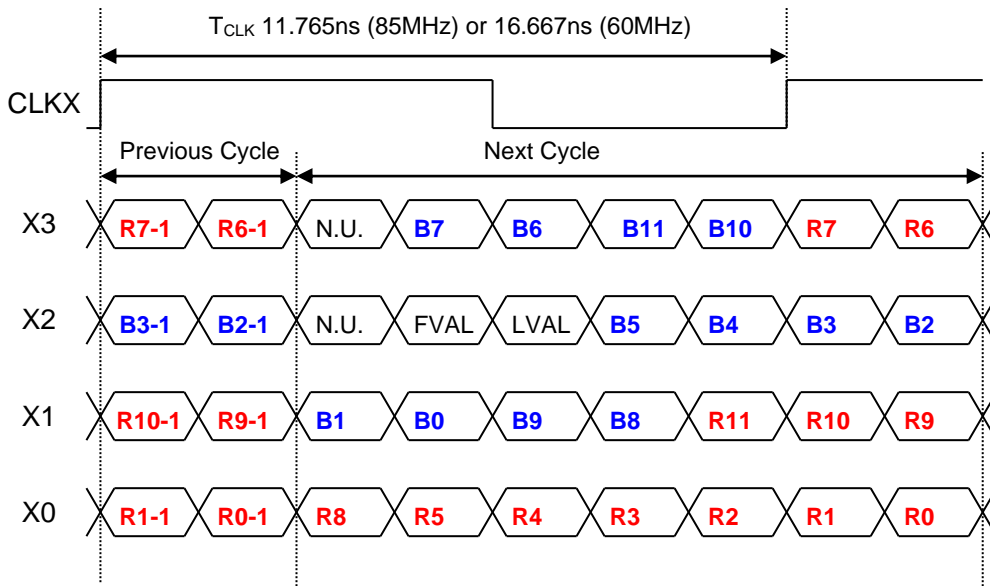 TCLK 11.765ns (85MHz) or 16.667ns (60MHz)
CLKX
Previous Cycle Next Cycle
X3 R7-1 R6-1 N.U. B7 B6 B11 B10 R7 R6
X2 B3-1 B2-1 N.U. FVAL LVAL B5 B4 B3 B2
X1 R10-1 R9-1 B1 B0 B9 B8 R11 R10 R9
X0 R1-1 R0-1 R8 R5 R4 R3 R2 R1 R0